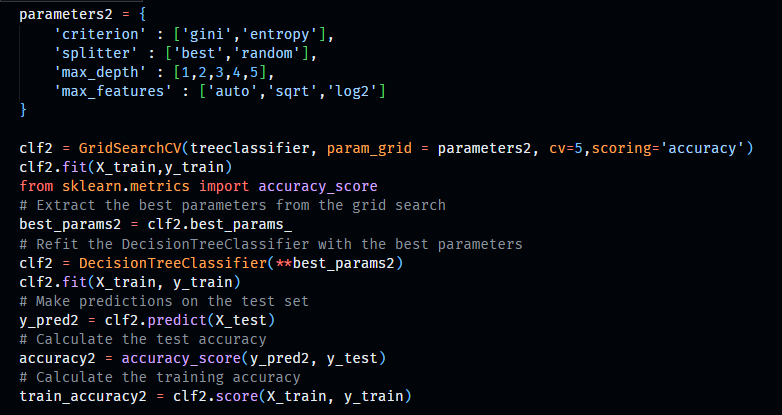 parameters2 = {
    'criterion' : ['gini','entropy'],
    'splitter' : ['best','random'],
    'max_depth' : [1,2,3,4,5],
    'max_features' : ['auto','sqrt','log2']
}

clf2 = GridSearchCV(treeclassifier, param_grid = parameters2, cv=5,scoring='accuracy')
clf2.fit(X_train,y_train)
from sklearn.metrics import accuracy_score
# Extract the best parameters from the grid search
best_params2 = clf2.best_params_
# Refit the DecisionTreeClassifier with the best parameters
clf2 = DecisionTreeClassifier(**best_params2)
clf2.fit(X_train, y_train)
# Make predictions on the test set
y_pred2 = clf2.predict(X_test)
# Calculate the test accuracy
accuracy2 = accuracy_score(y_pred2, y_test)
# Calculate the training accuracy
train_accuracy2 = clf2.score(X_train, y_train)